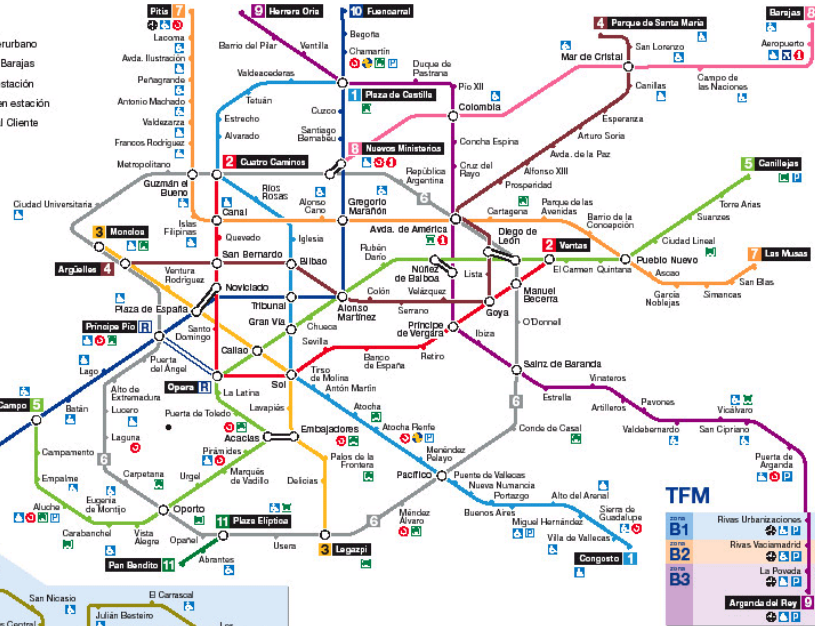 Pitis 7
9 Herrera Oria
10 Fuencarral
Barajas 8
4 Parque de Santa María
Lacoma
Begoña
Barrio del Pilar
Ventilla
Chamartín
San Lorenzo
Aeropuerto
Barajas
Avda. Ilustración
Mar de Cristal
Duque de
Pastrana
Valdeacederas
Peñagrande
Pío XII
Canillas
Campo de
las Naciones
Tetuán
1 Plaza de Castilla
Antonio Machado
Cuzco
Colombia
Estrecho
Valdezarza
Esperanza
Santiago
Bernabéu
Alvarado
Concha Espina
Arturo Soria
Francos Rodríguez
8 Nuevos Ministerios
Avda. de la Paz
Metropolitano
2 Cuatro Caminos
República
Argentina
Cruz del
Rayo
Alfonso XIII
5 Canillejas
Guzmán el
Bueno
Ríos
Rosas
Prosperidad
Alonso
Cano
Gregorio
Marañón
6
Parque de las
Avenidas
Ciudad Universitaria
Canal
Cartagena
Torre Arias
Islas
Filipinas
Barrio de la
Concepción
Suanzes
3 Moncloa
Quevedo
Iglesia
Avda. de América
Diego de
León
Ciudad Lineal
Rubén
Darío
2 Ventas
7 Las Musas
San Bernardo
Bilbao
Argüelles 4
Ventura
Rodríguez
Núñez
de Balboa
Lista
El Carmen
Quintana
Pueblo Nuevo
Ascao
San Blas
Noviciado
Colón
Velázquez
Manuel
Becerra
García
Noblejas
Simancas
Plaza de España
Tribunal
Alonso
Martínez
Serrano
Goya
Príncipe Pío R
Santo
Domingo
Gran Vía
Chueca
Príncipe
de Vergara
O'Donnell
Sevilla
Ibiza
Callao
Banco
de España
Retiro
Puerta
del Ángel
Sainz de Baranda
Lago
Opera R
Sol
Tirso
de Molina
Vinateros
Campo 5
Alto de
Extremadura
La Latina
Antón Martín
Estrella
Pavones
Batán
Lucero
Puerta de Toledo
Lavapiés
Atocha
6
Artilleros
Vicálvaro
Embajadores
Atocha Renfe
Conde de Casal
Valdebernardo
San Cipriano
Laguna
Acacias
Campamento
Pirámides
Menéndez
Pelayo
Puerta de
Arganda
6
Palos de la
Frontera
Empalme
Carpetana
Urgel
Marqués
de Vadillo
Delicias
Pacífico
Puente de Vallecas
Nueva Numancia
Eugenia
de Montijo
Portazgo
Alto del Arenal
TFM
Aluche
Oporto
Méndez
Álvaro
Buenos Aires
Sierra de
Guadalupe
11 Plaza Elíptica
6
Miguel Hernández
zona
B1
Rivas Urbanizaciones
Carabanchel
Vista
Alegre
Opañel
Usera
3 Legazpi
Villa de Vallecas
zona
B2
Rivas Vaciamadrid
Pan Bendito 11
Abrantes
Congosto 1
zona
B3
La Poveda
San Nicasio
El Carrascal
Arganda del Rey 9
Julián Besteiro